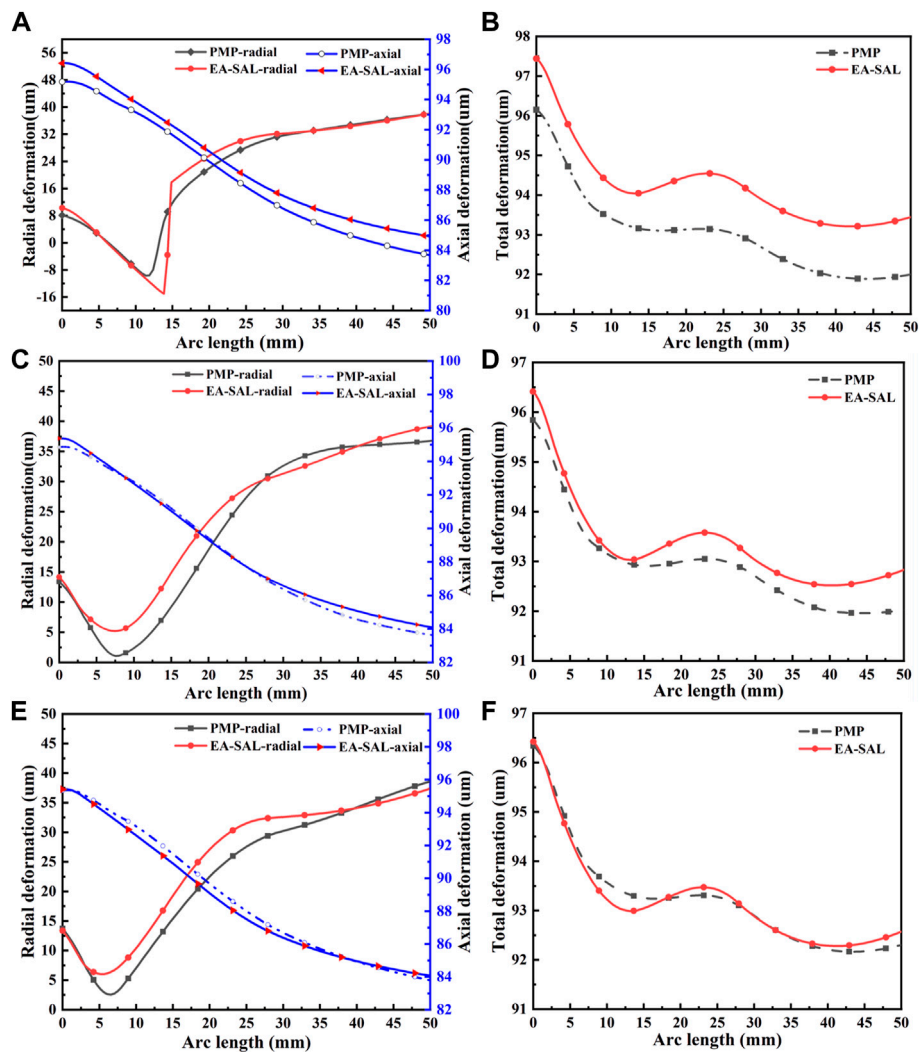 A
PMP-radial
PMP-axial
EA-SAL-radial
EA-SAL-axial
56
48
40
32
24
16
8
0
-8
-16
98
96
94
92
90
88
86
84
82
80
0 5 10 15 20 25 30 35 40 45 50
Radial deformation(um)
Axial deformation(um)
Arc length (mm)
B
PMP
EA-SAL
98
97
96
95
94
93
92
91
0 5 10 15 20 25 30 35 40 45 50
Total deformation(um)
Arc length (mm)
C
PMP-radial
PMP-axial
EA-SAL-radial
EA-SAL-axial
50
45
40
35
30
25
20
15
10
5
0
100
98
96
94
92
90
88
86
84
82
0 5 10 15 20 25 30 35 40 45 50
Radial deformation(um)
Axial deformation(um)
Arc length (mm)
D
PMP
EA-SAL
97
96
95
94
93
92
91
0 5 10 15 20 25 30 35 40 45 50
Total deformation(um)
Arc length (mm)
E
PMP-radial
PMP-axial
EA-SAL-radial
EA-SAL-axial
50
45
40
35
30
25
20
15
10
5
0
100
98
96
94
92
90
88
86
84
82
0 5 10 15 20 25 30 35 40 45 50
Radial deformation (um)
Axial deformation (um)
Arc length (mm)
F
PMP
EA-SAL
97
96
95
94
93
92
91
0 5 10 15 20 25 30 35 40 45 50
Total deformation(um)
Arc length (mm)